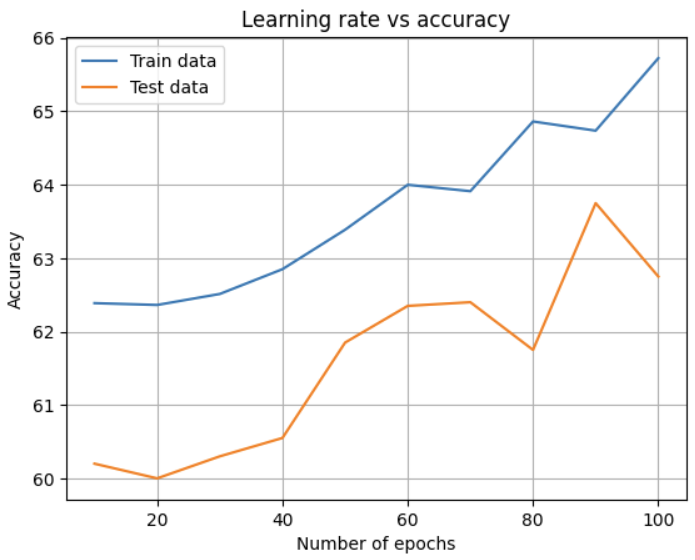 Learning rate vs accuracy
Train data
Test data
Accuracy
66
65
64
63
62
61
60
20 40 60 80 100
Number of epochs